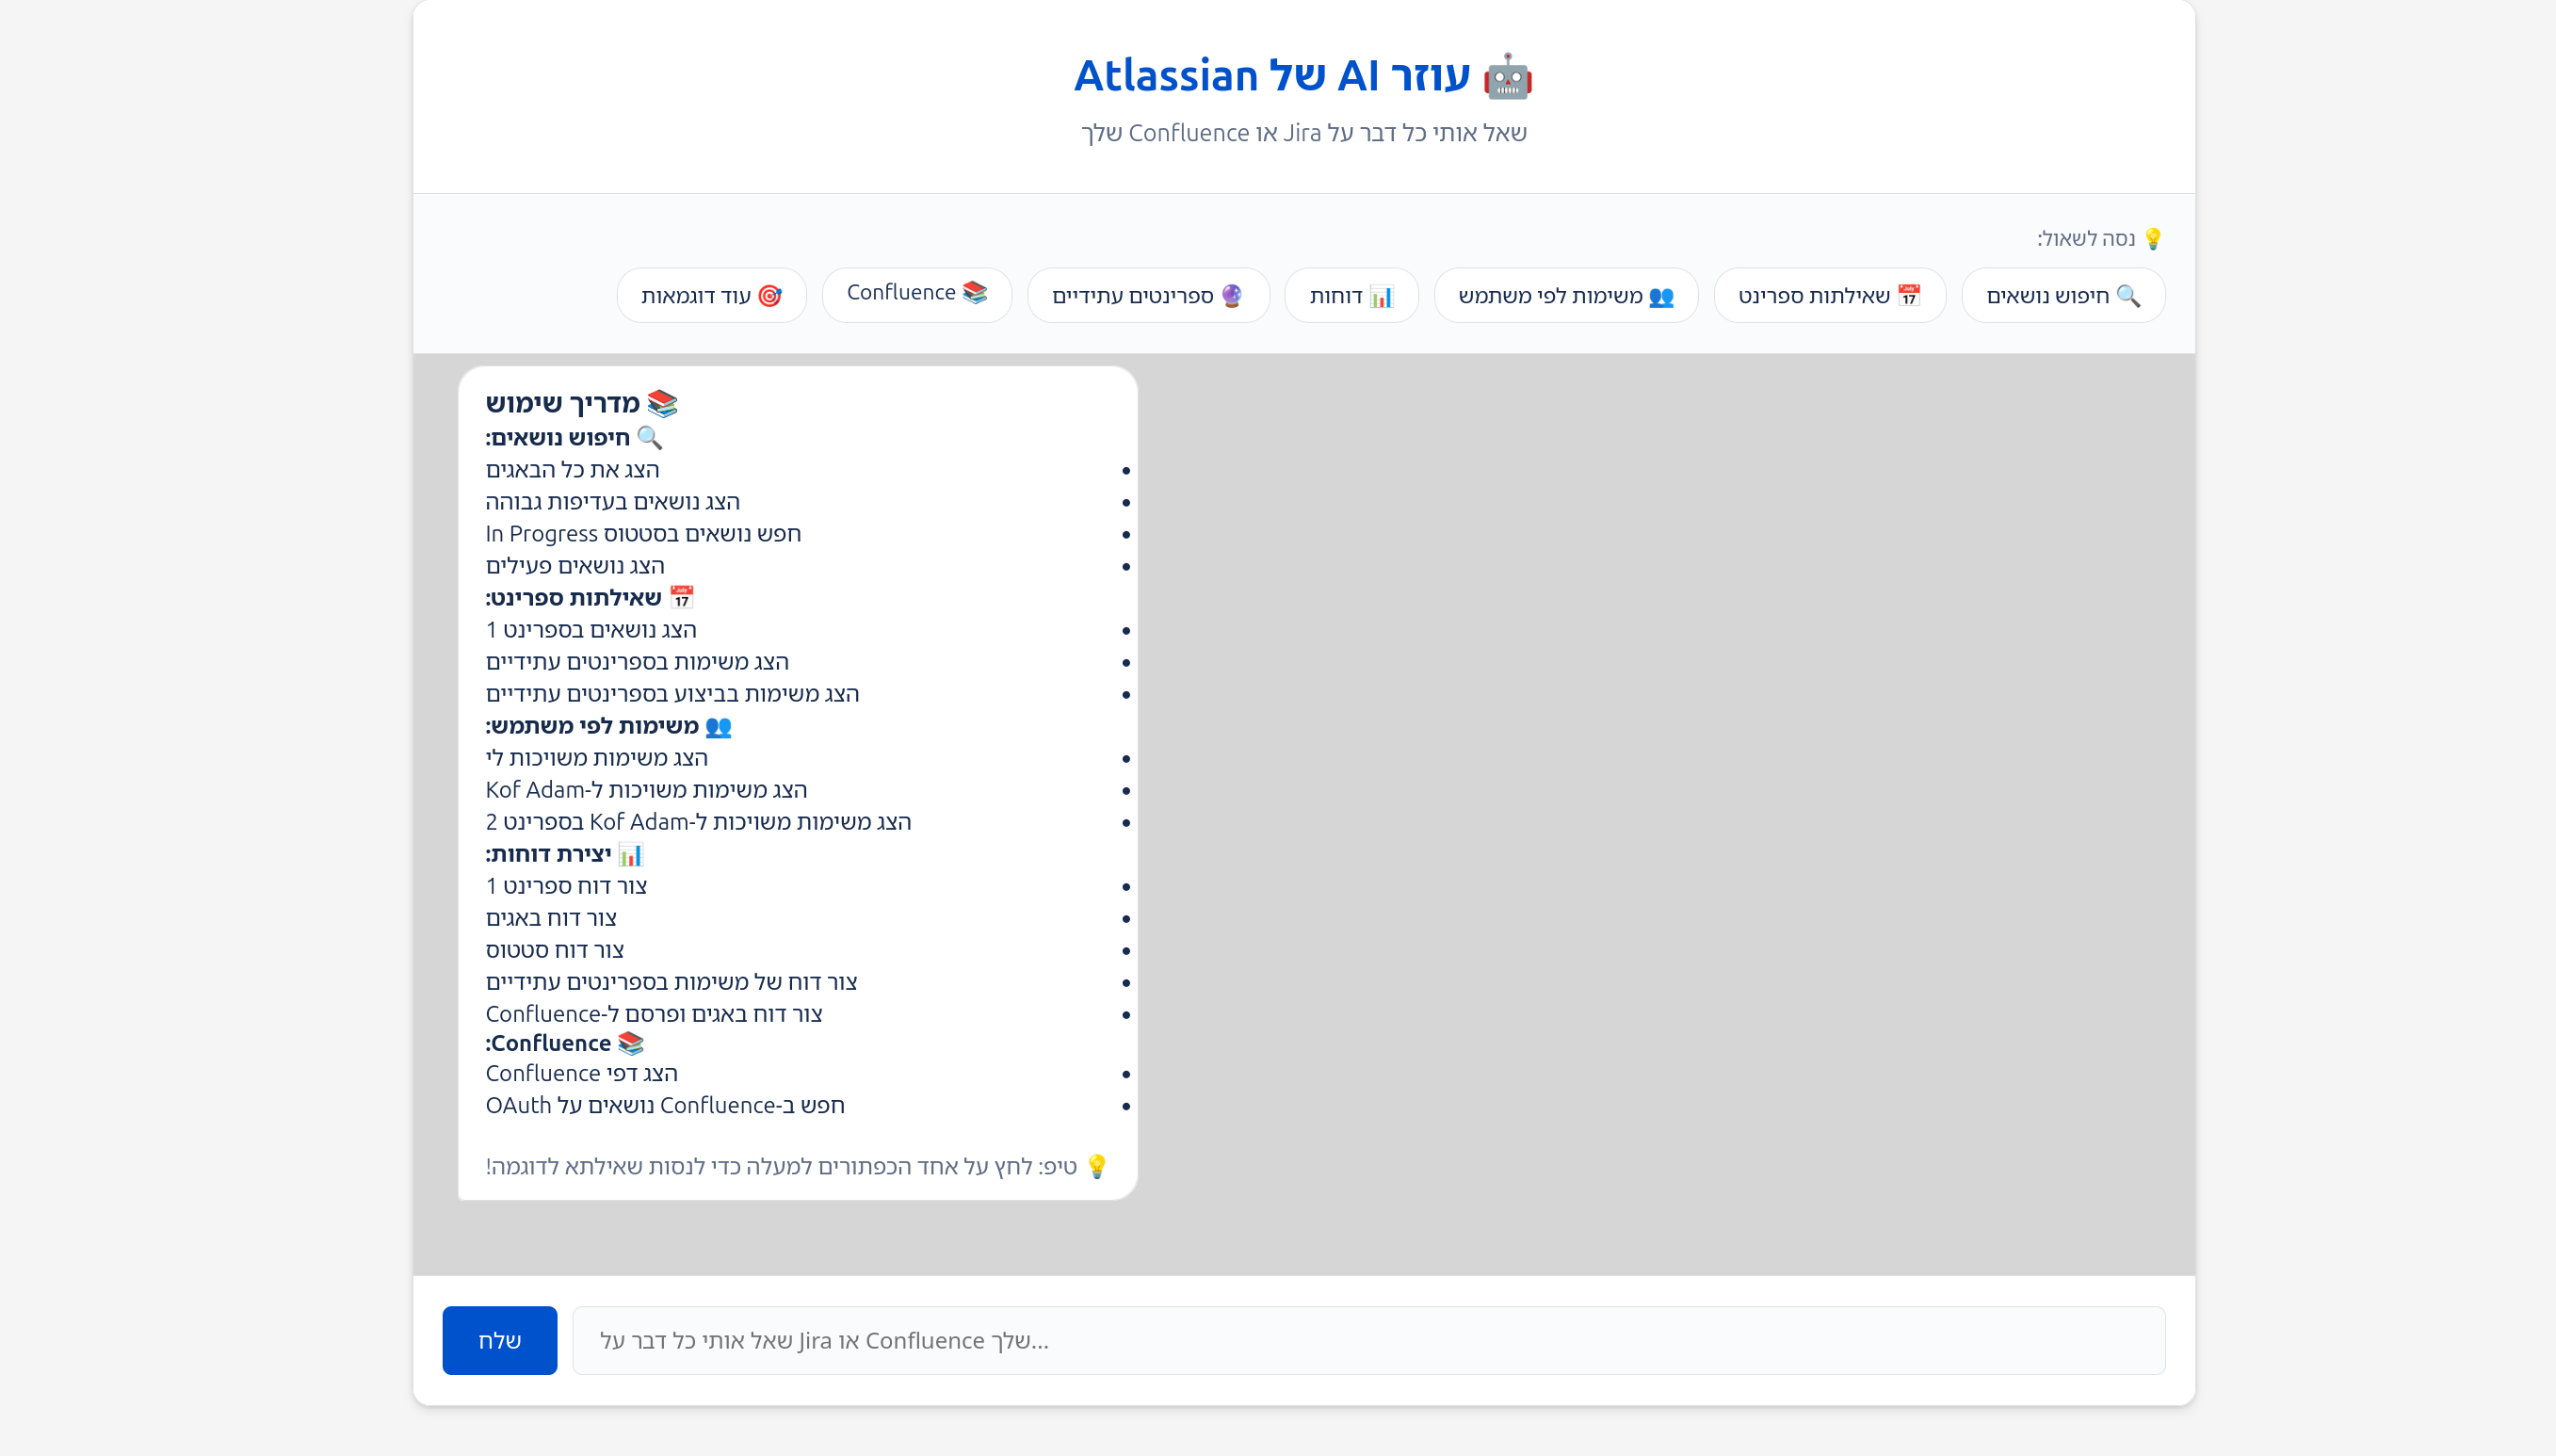 🤖 עוזר AI של Atlassian
שאל אותי כל דבר על Jira או Confluence שלך
💡 נסה לשאול:
🔍 חיפוש נושאים
📅 שאילתות ספרינט
👥 משימות לפי משתמש
📊 דוחות
🔮 ספרינטים עתידיים
📚 Confluence
🎯 עוד דוגמאות
📚 מדריך שימוש
🔍 חיפוש נושאים:
• הצג את כל הבאגים
• הצג נושאים בעדיפות גבוהה
• חפש נושאים בסטטוס In Progress
• הצג נושאים פעילים
📅 שאילתות ספרינט:
• הצג נושאים בספרינט 1
• הצג משימות בספרינטים עתידיים
• הצג משימות בביצוע בספרינטים עתידיים
👥 משימות לפי משתמש:
• הצג משימות משויכות לי
• הצג משימות משויכות ל-Kof Adam
• הצג משימות משויכות ל-Kof Adam בספרינט 2
📊 יצירת דוחות:
• צור דוח ספרינט 1
• צור דוח באגים
• צור דוח סטטוס
• צור דוח של משימות בספרינטים עתידיים
• צור דוח באגים ופרסם ל-Confluence
📚 Confluence:
• הצג דפי Confluence
• חפש ב-Confluence נושאים על OAuth
💡 טיפ: לחץ על אחד הכפתורים למעלה כדי לנסות שאילתא לדוגמה!
שאל אותי כל דבר על Jira או Confluence שלך...
שלח